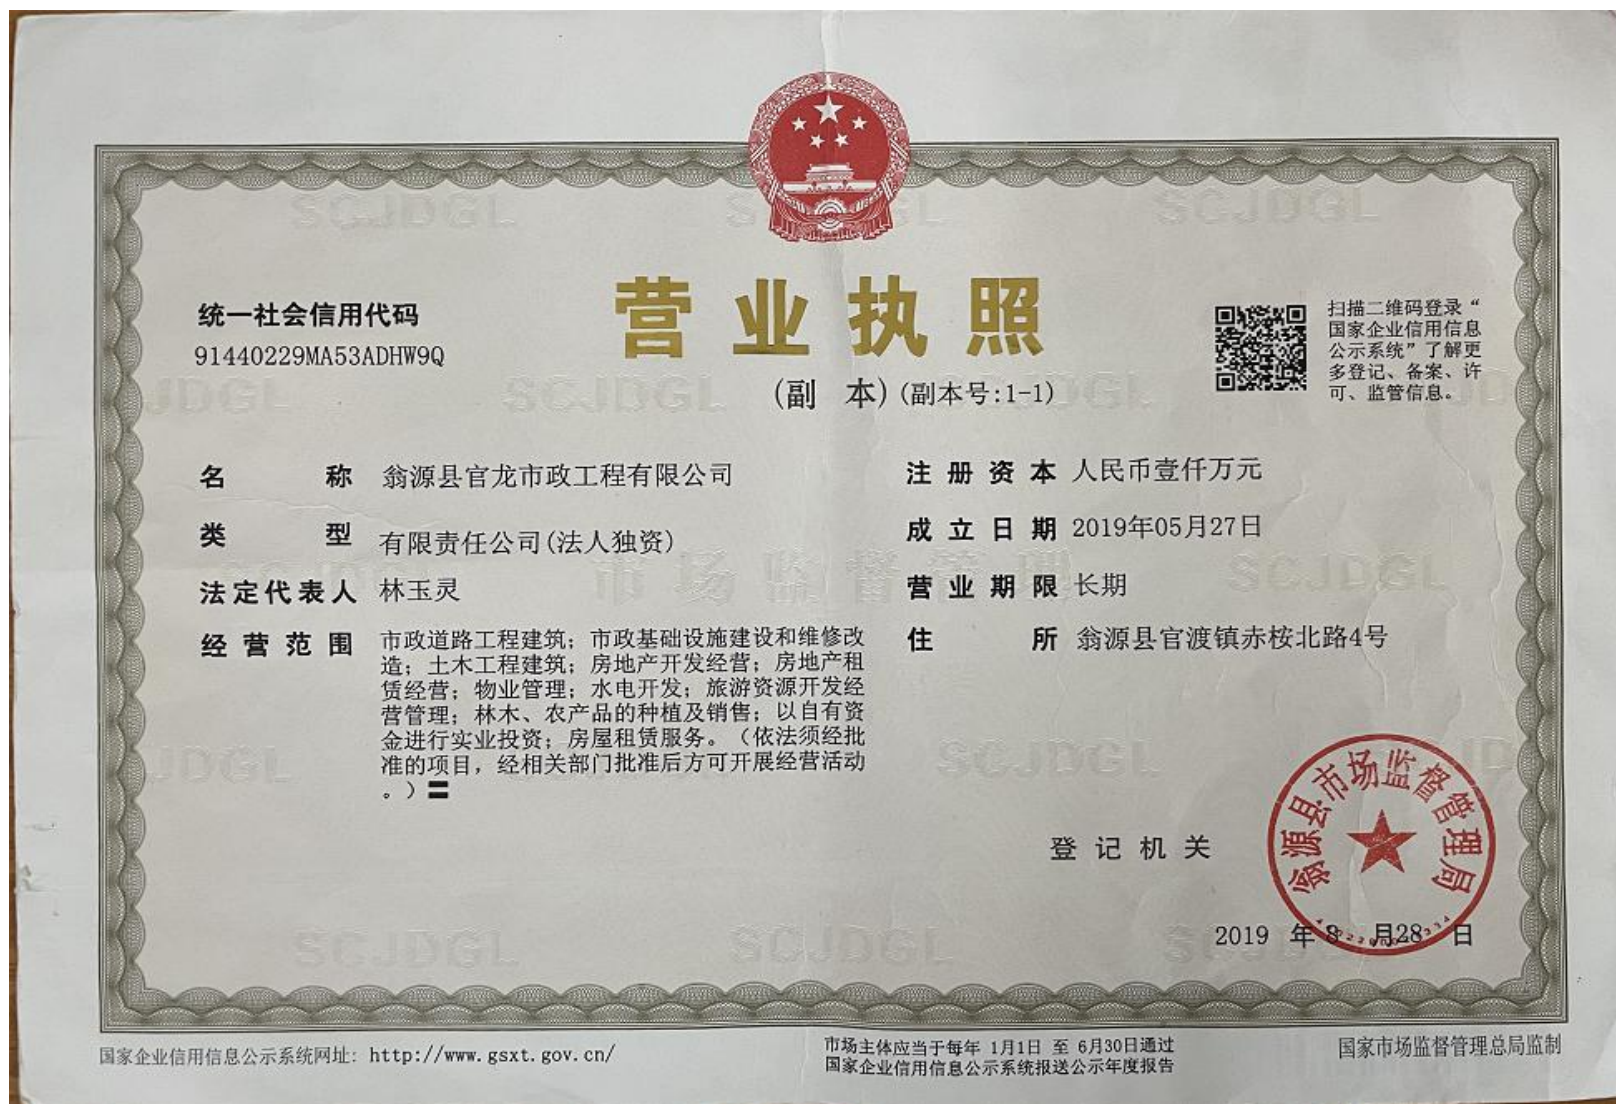 统一社会信用代码
91440229MA53ADHW9Q
营业执照
(副 本)(副本号:1-1)
扫描二维码登录“
国家企业信用信息
公示系统”了解更
多登记、备案、许
可、监管信息。
名称 翁源县官龙市政工程有限公司
类型 有限责任公司(法人独资)
法定代表人 林玉灵
经营范围 市政道路工程建筑；市政基础设施建设和维修改
造；土木工程建筑；房地产开发经营；房地产租
赁经营；物业管理；水电开发；旅游资源开发经
营管理；林木、农产品的种植及销售；以自有资
金进行实业投资；房屋租赁服务。（依法须经批
准的项目，经相关部门批准后方可开展经营活动
。）〓
注册资本 人民币壹仟万元
成立日期 2019年05月27日
营业期限 长期
住所 翁源县官渡镇赤桉北路4号
登记机关
翁源县市场监督管理局
2019 年 8 月28 日
国家企业信用信息公示系统网址: http://www.gsxt.gov.cn/
市场主体应当于每年 1月1日 至 6月30日通过
国家企业信用信息公示系统报送公示年度报告
国家市场监督管理总局监制
SCJDGL
市场监督管理